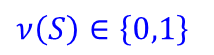 𝜈(𝑆) ∈ {0,1}